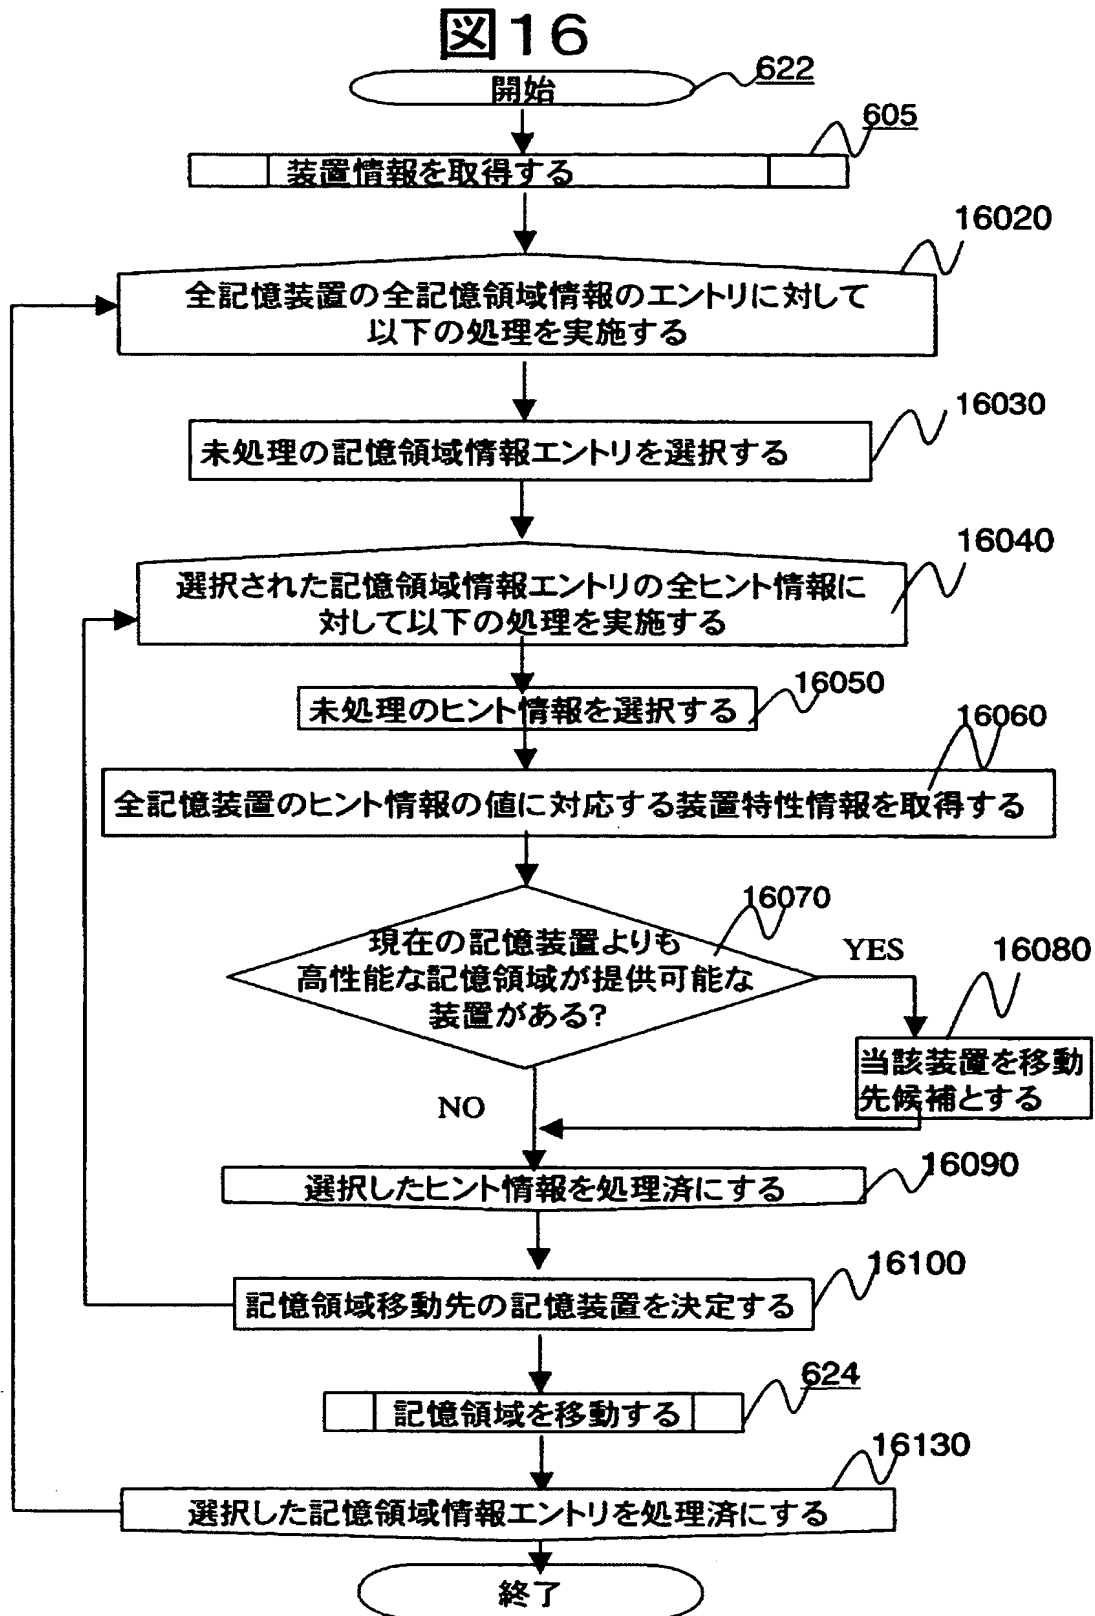 図16
開始
622
605
装置情報を取得する
16020
全記憶装置の全記憶領域情報のエントリに対して
以下の処理を実施する
16030
未処理の記憶領域情報エントリを選択する
16040
選択された記憶領域情報エントリの全ヒント情報に
対して以下の処理を実施する
16050
未処理のヒント情報を選択する
16060
全記憶装置のヒント情報の値に対応する装置特性情報を取得する
16070
現在の記憶装置よりも
高性能な記憶領域が提供可能な
装置がある?
YES
16080
当該装置を移動
先候補とする
NO
16090
選択したヒント情報を処理済にする
16100
記憶領域移動先の記憶装置を決定する
624
記憶領域を移動する
16130
選択した記憶領域情報エントリを処理済にする
終了